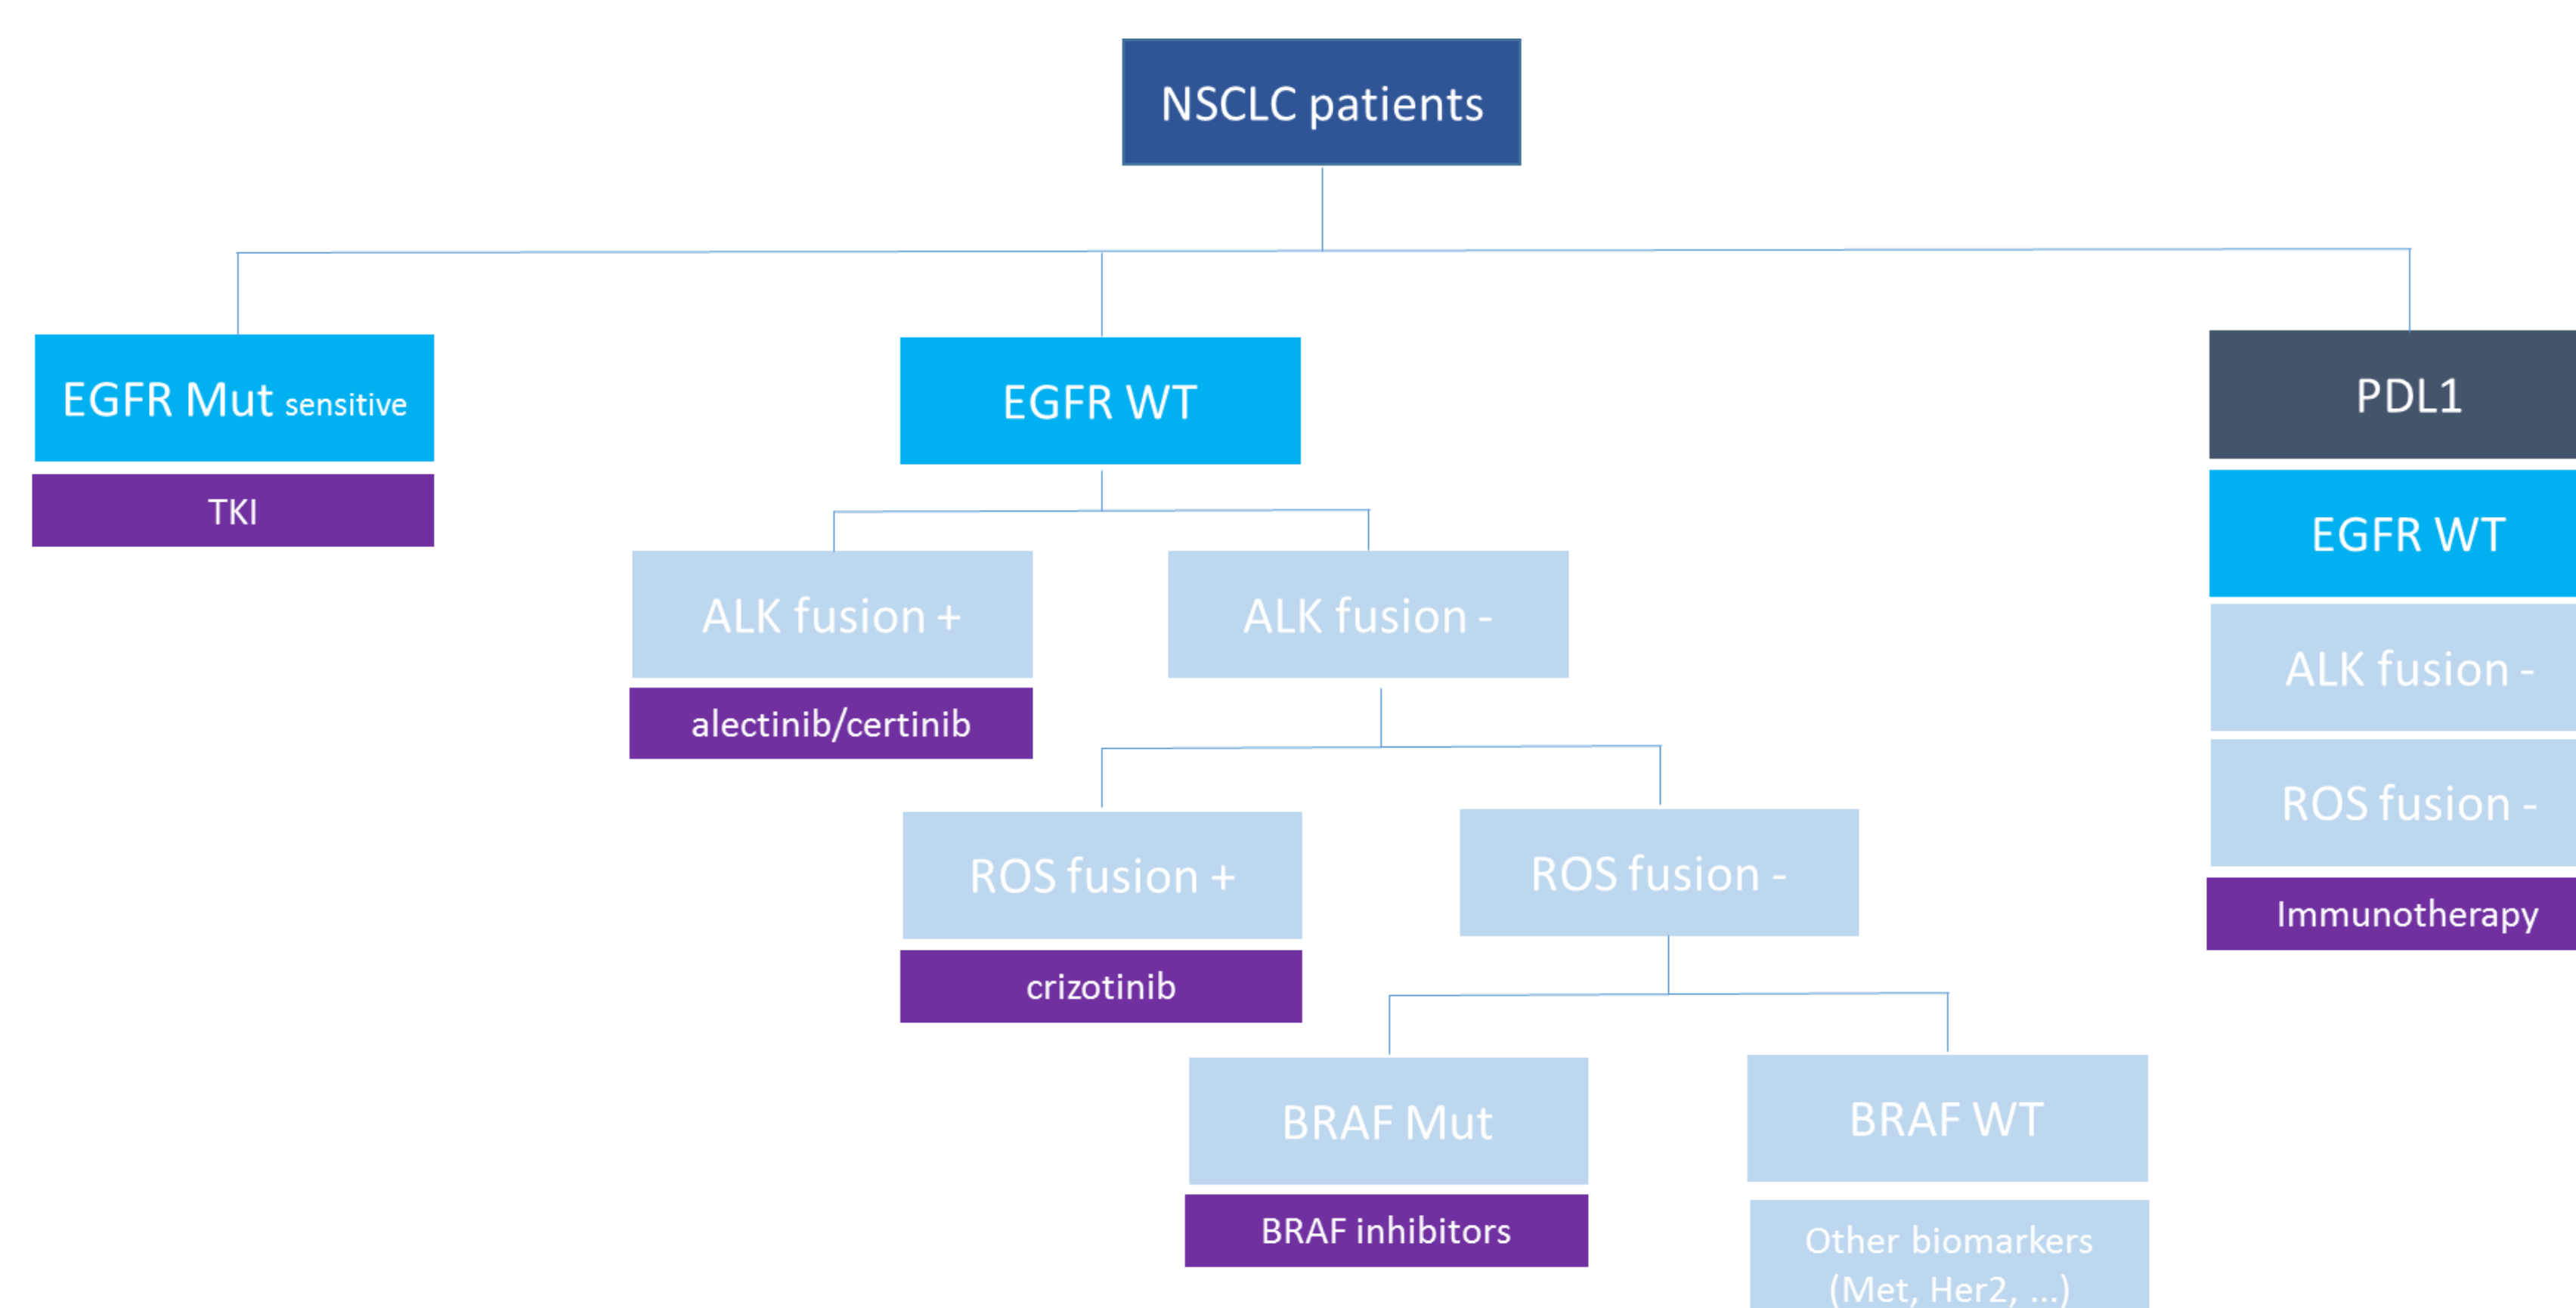 NSCLC patients
EGFR Mut sensitive
TKI
EGFR WT
ALK fusion +
alectinib/certinib
ALK fusion -
ROS fusion +
crizotinib
ROS fusion -
BRAF Mut
BRAF inhibitors
BRAF WT
Other biomarkers
(Met, Her2, ...)
PDL1
EGFR WT
ALK fusion -
ROS fusion -
Immunotherapy